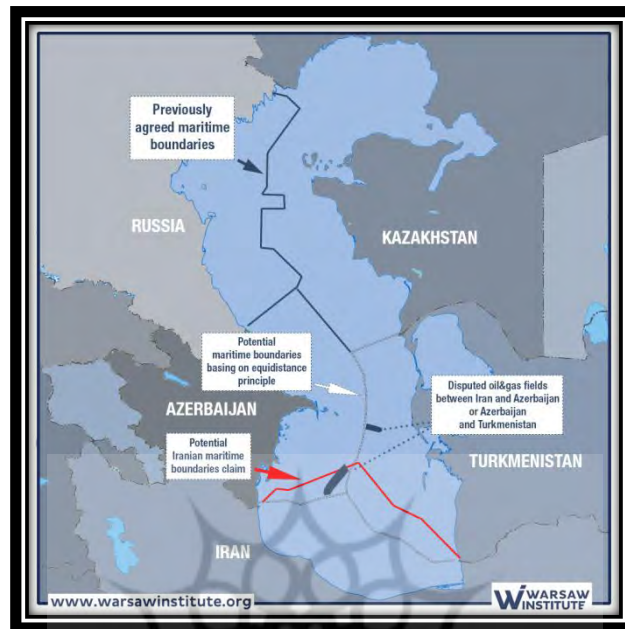 Previously
agreed maritime
boundaries
RUSSIA
KAZAKHSTAN
Potential
maritime boundaries
basing on equidistance
principle
Disputed oil&gas fields
between Iran and Azerbaijan
or Azerbaijan
and Turkmenistan
AZERBAIJAN
Potential
Iranian maritime
boundaries claim
TURKMENISTAN
IRAN
www.warsawinstitute.org
WI WARSAW
INSTITUTE